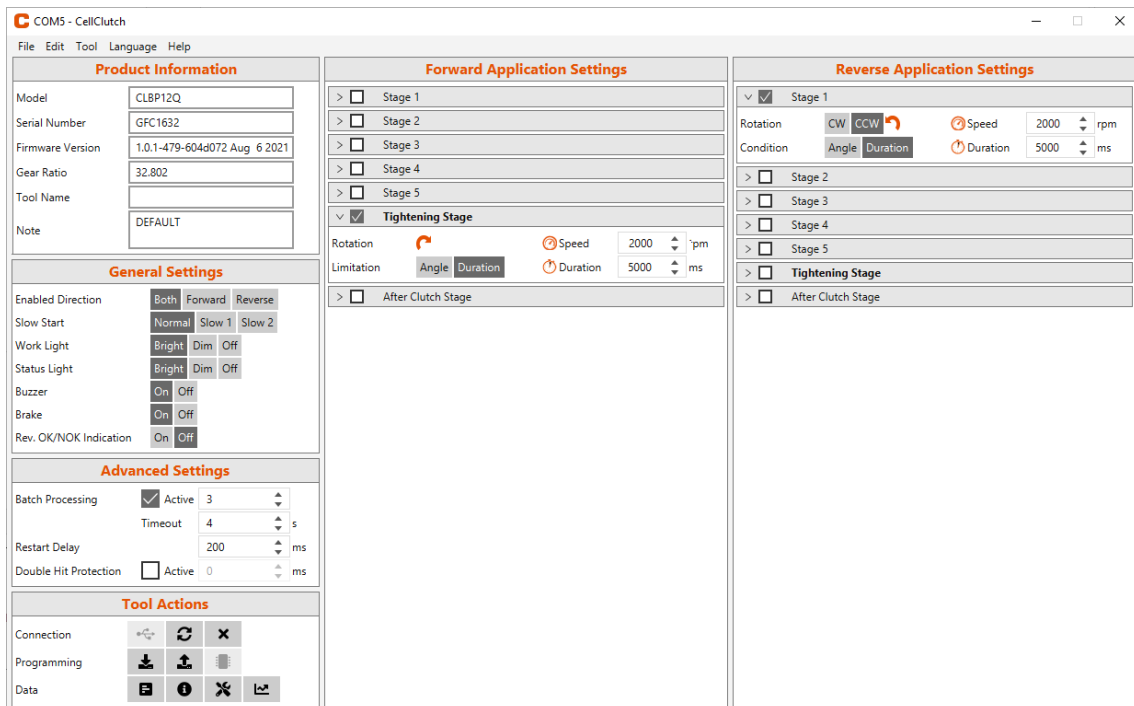 COM5 - CellClutch
File Edit Tool Language Help
Product Information
Model CLBP12Q
Serial Number GFC1632
Firmware Version 1.0.1-479-604d072 Aug 6 2021
Gear Ratio 32.802
Tool Name
Note DEFAULT
General Settings
Enabled Direction Both Forward Reverse
Slow Start Normal Slow 1 Slow 2
Work Light Bright Dim Off
Status Light Bright Dim Off
Buzzer On Off
Brake On Off
Rev. OK/NOK Indication On Off
Advanced Settings
Batch Processing Active 3
Timeout 4 s
Restart Delay 200 ms
Double Hit Protection Active 0 ms
Tool Actions
Connection
Programming
Data
Forward Application Settings
Stage 1
Stage 2
Stage 3
Stage 4
Stage 5
Tightening Stage
Rotation Speed 2000 rpm
Limitation Angle Duration Duration 5000 ms
After Clutch Stage
Reverse Application Settings
Stage 1
Rotation CW CCW Speed 2000 rpm
Condition Angle Duration Duration 5000 ms
Stage 2
Stage 3
Stage 4
Stage 5
Tightening Stage
After Clutch Stage